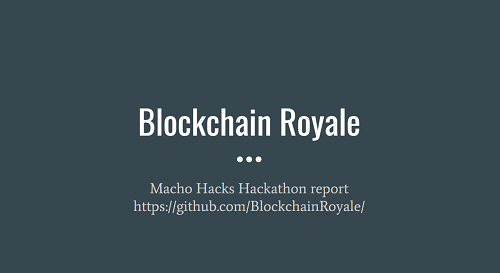 Blockchain Royale
Macho Hacks Hackathon report
https://github.com/BlockchainRoyale/